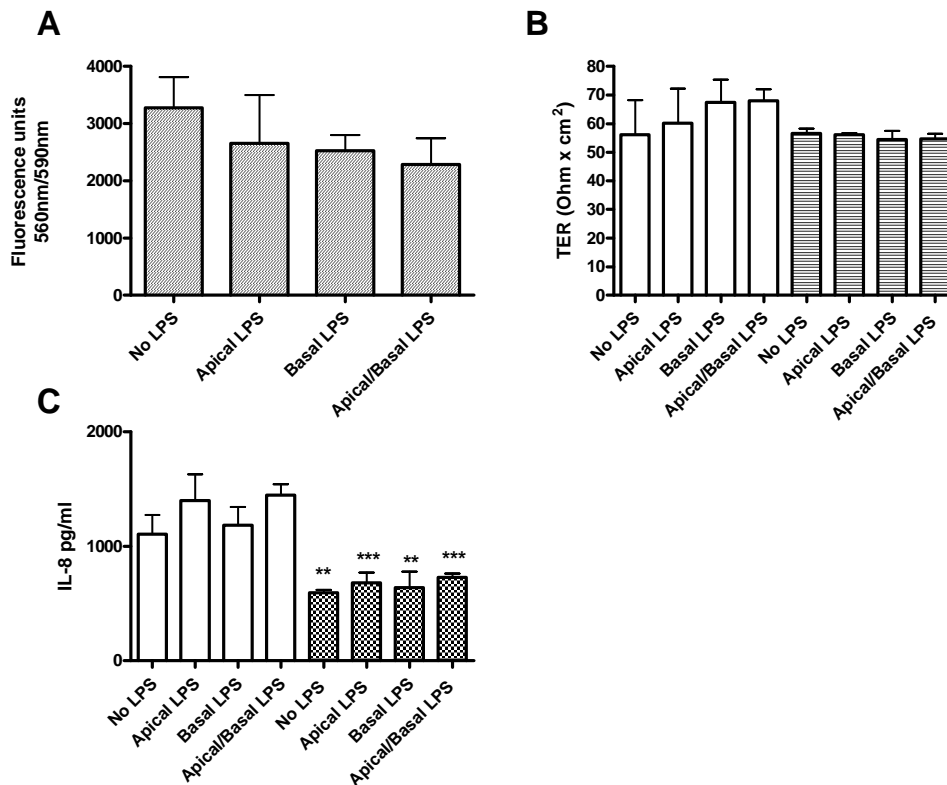 A
Fluorescence units
560nm/590nm
4000
3000
2000
1000
0
No LPS
Apical LPS
Basal LPS
Apical/Basal LPS
B
TER (Ohm x cm²)
80
70
60
50
40
30
20
10
0
No LPS
Apical LPS
Basal LPS
Apical/Basal LPS
No LPS
Apical LPS
Basal LPS
Apical/Basal LPS
C
IL-8 pg/ml
2000
1000
0
**
***
**
***
No LPS
Apical LPS
Basal LPS
Apical/Basal LPS
No LPS
Apical LPS
Basal LPS
Apical/Basal LPS